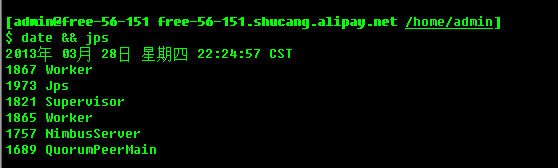 [admin@free-56-151 free-56-151.shucang.alipay.net /home/admin]
$ date && jps
2013年 03月 28日 星期四 22:24:57 CST
1867 Worker
1973 Jps
1821 Supervisor
1865 Worker
1757 NimbusServer
1689 QuorumPeerMain